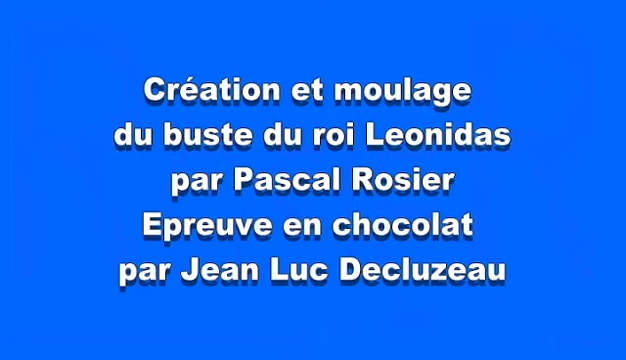 Création et moulage
du buste du roi Leonidas
par Pascal Rosier
Epreuve en chocolat
par Jean Luc Decluzeau